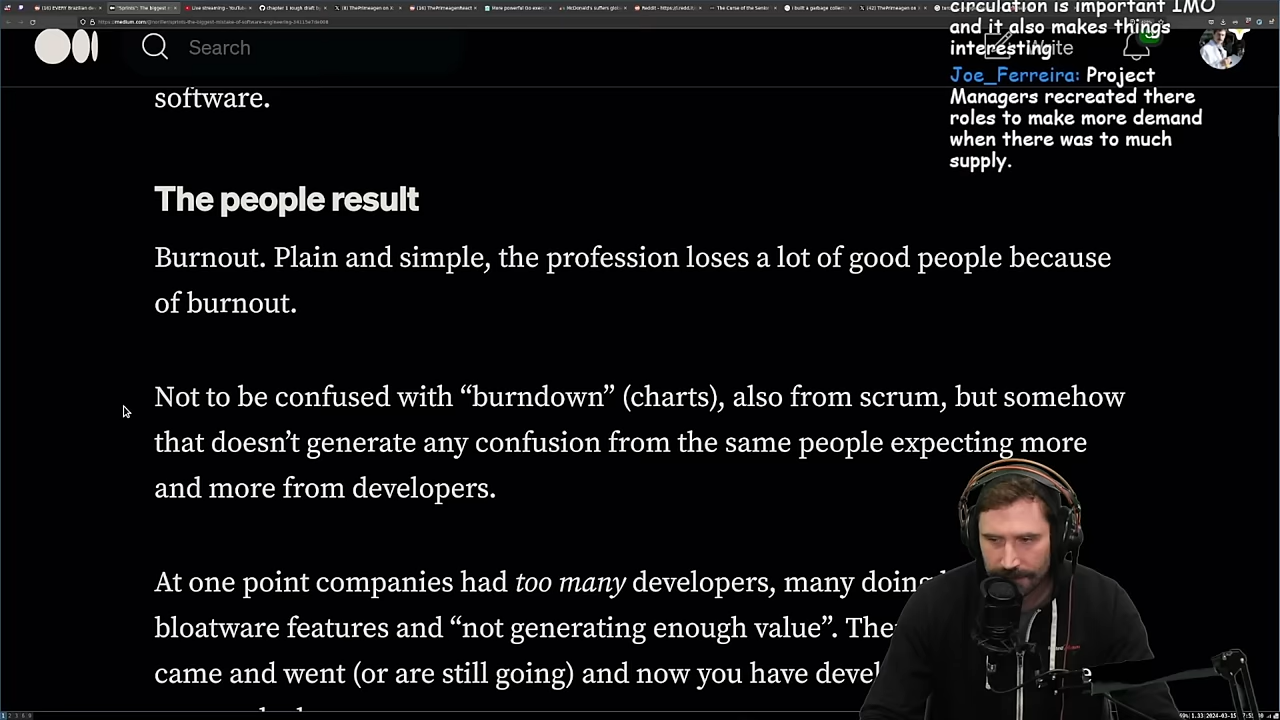 https://medium.com/
Search
Write
software.
The people result
Burnout. Plain and simple, the profession loses a lot of good people because
of burnout.
Not to be confused with “burndown” (charts), also from scrum, but somehow
that doesn’t generate any confusion from the same people expecting more
and more from developers.
At one point companies had too many developers, many doing
bloatware features and “not generating enough value”.
came and went (or are still going) and now you have
circulation is important IMO
and it also makes things
interesting
Joe_Ferreira: Project
Managers recreated there
roles to make more demand
when there was to much
supply.